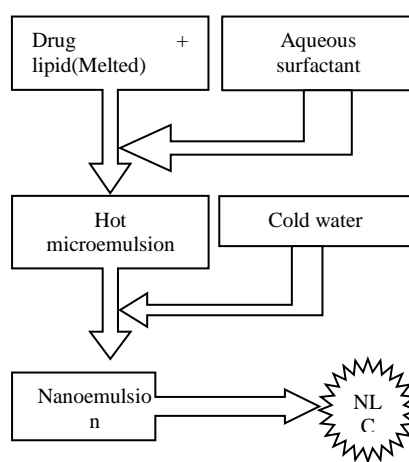 Drug +
lipid(Melted)
Aqueous
surfactant
Hot
microemulsion
Cold water
Nanoemulsio
n
NL
C